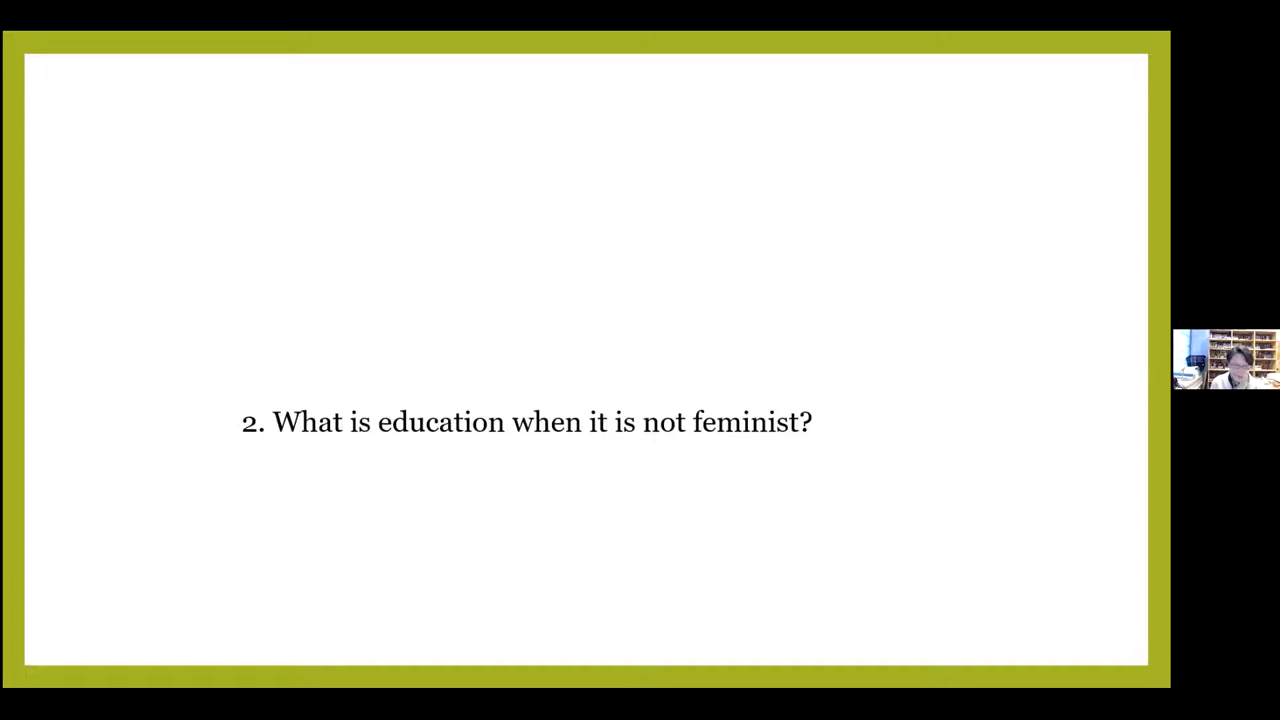 2. What is education when it is not feminist?